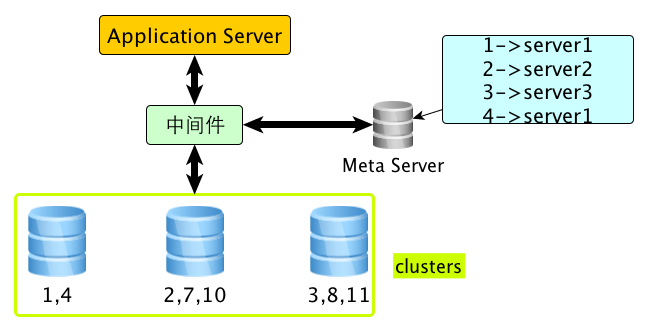 Application Server
1->server1
2->server2
3->server3
4->server1
中间件
Meta Server
clusters
1,4
2,7,10
3,8,11